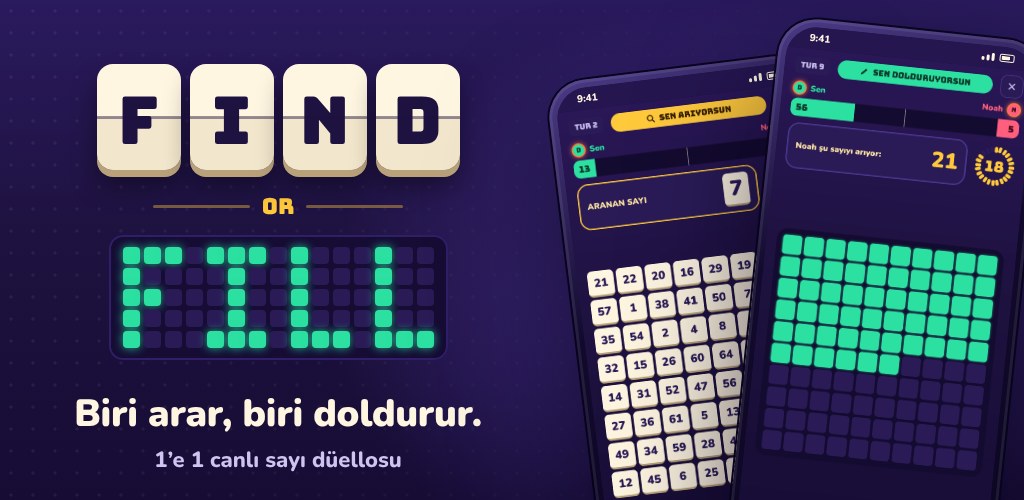 FIND
OR
FILL
Biri arar, biri doldurur.
1'e 1 canlı sayı düellosu
9:41
TUR 2
SEN ARIYORSUN
Sen
13
ARANAN SAYI
7
21 22 20 16 29 19
57 1 38 41 50
35 54 2 4 8
32 15 26 60 64
14 31 52 47 56
27 36 61 5 13
49 34 59 28
12 45 6 25
9:41
TUR 9
SEN DOLDURUYORSUN
Sen
Noah
56
5
Noah şu sayıyı arıyor:
21
18